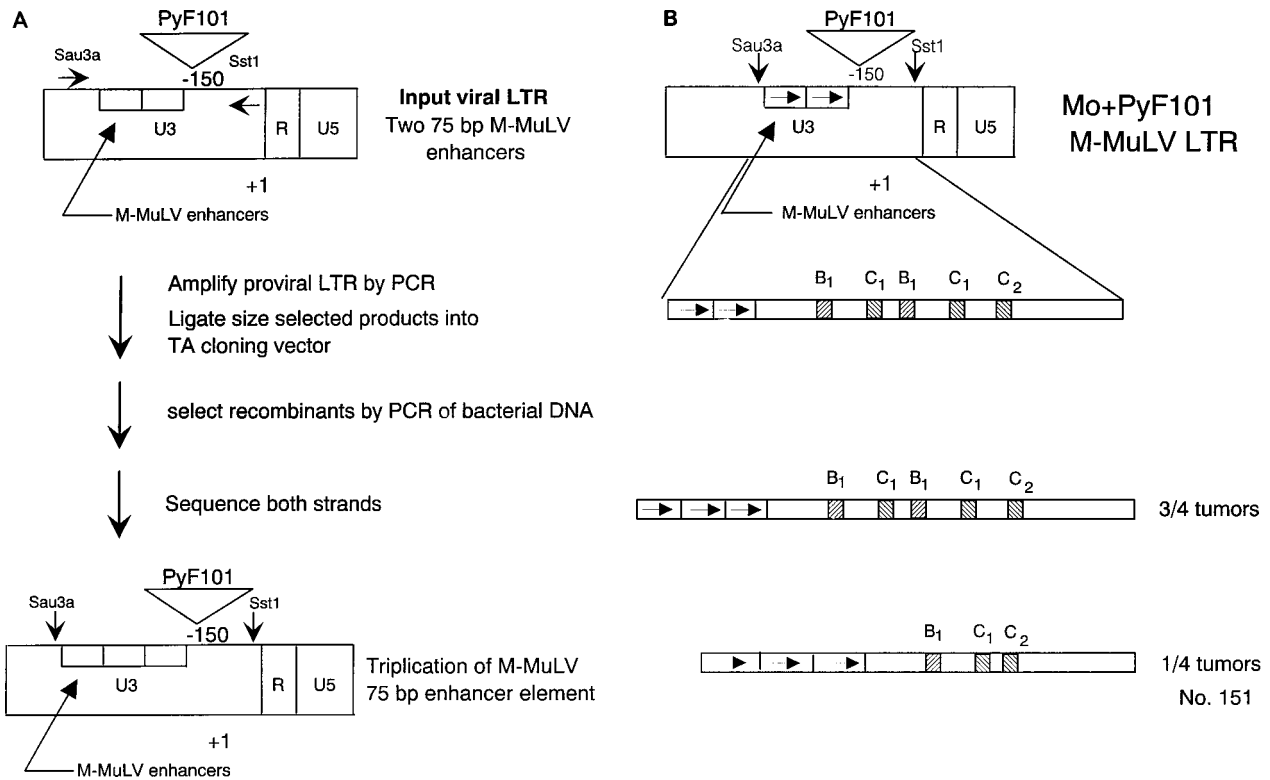 A
PyF101
Sau3a
Sst1
-150
U3
R
U5
Input viral LTR
Two 75 bp M-MuLV
enhancers
+1
M-MuLV enhancers
Amplify proviral LTR by PCR
Ligate size selected products into
TA cloning vector
select recombinants by PCR of bacterial DNA
Sequence both strands
PyF101
Sau3a
Sst1
-150
U3
R
U5
Triplication of M-MuLV
75 bp enhancer element
+1
M-MuLV enhancers
B
PyF101
Sau3a
Sst1
-150
U3
R
U5
Mo+PyF101
M-MuLV LTR
+1
M-MuLV enhancers
B1 C1 B1 C1 C2
B1 C1 B1 C1 C2
3/4 tumors
B1 C1 C2
1/4 tumors
No. 151